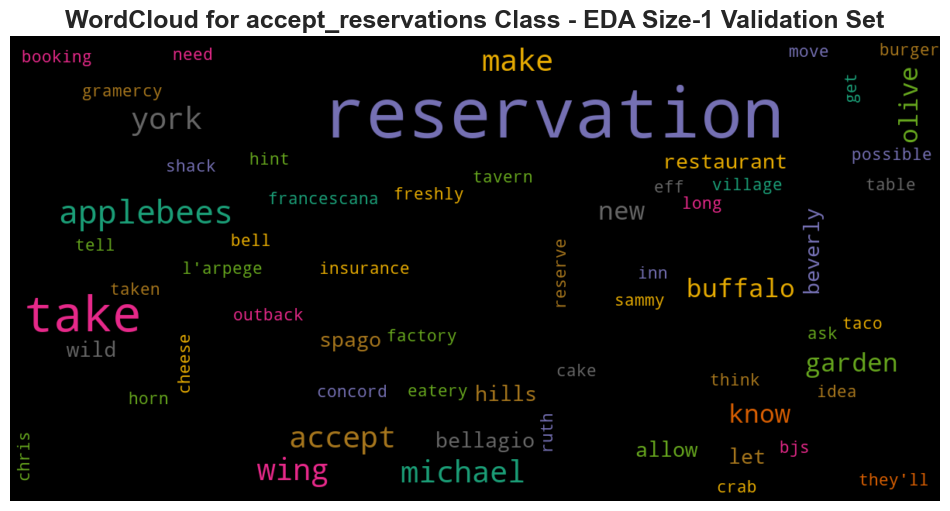 WordCloud for accept_reservations Class - EDA Size-1 Validation Set
booking need make move burger
gramercy york reservation get olive
shack hint restaurant possible
tavern eff village table
applebees francescana freshly new long
tell bell beverly
l'arpege insurance reserve inn
taken buffalo
take outback sammy
wild cheese spago factory ask taco
cake garden
horn concord eatery hills think idea
know
chris accept bellagio ruth allow let bjs
wing michael crab they'll